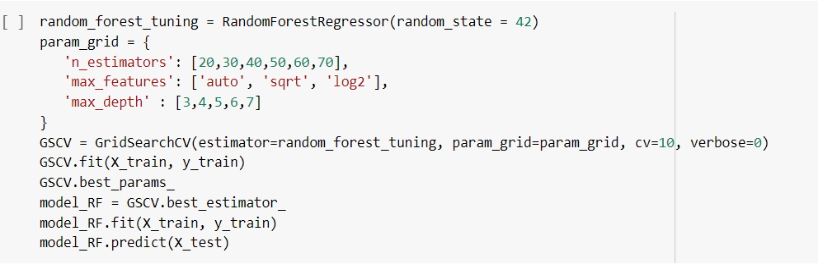 [ ] random_forest_tuning = RandomForestRegressor(random_state = 42)
param_grid = {
   'n_estimators': [20,30,40,50,60,70],
   'max_features': ['auto', 'sqrt', 'log2'],
   'max_depth' : [3,4,5,6,7]
}
GSCV = GridSearchCV(estimator=random_forest_tuning, param_grid=param_grid, cv=10, verbose=0)
GSCV.fit(X_train, y_train)
GSCV.best_params_
model_RF = GSCV.best_estimator_
model_RF.fit(X_train, y_train)
model_RF.predict(X_test)